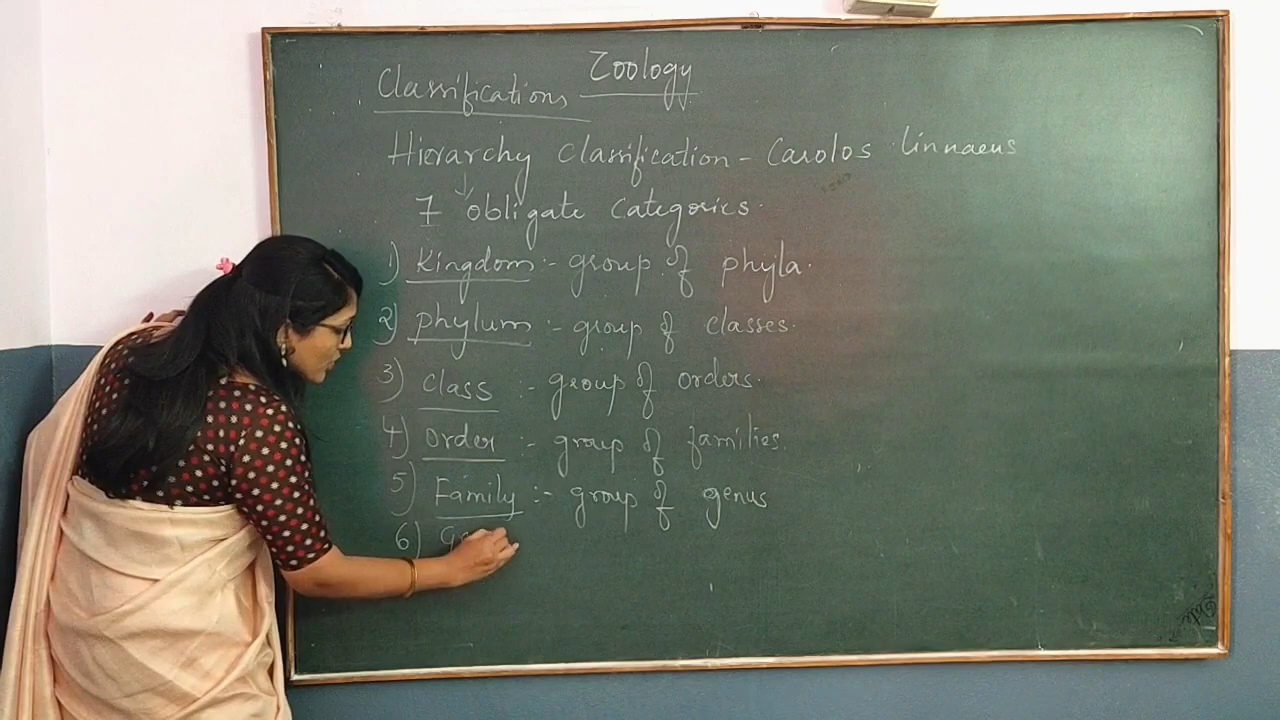 Zoology
Classifications
Hierarchy classification - Carolos Linnaeus
7 obligate categories.
1) Kingdom :- group of phyla.
2) phylum :- group of classes.
3) class :- group of orders.
4) order :- group of families.
5) Family :- group of genus
6)